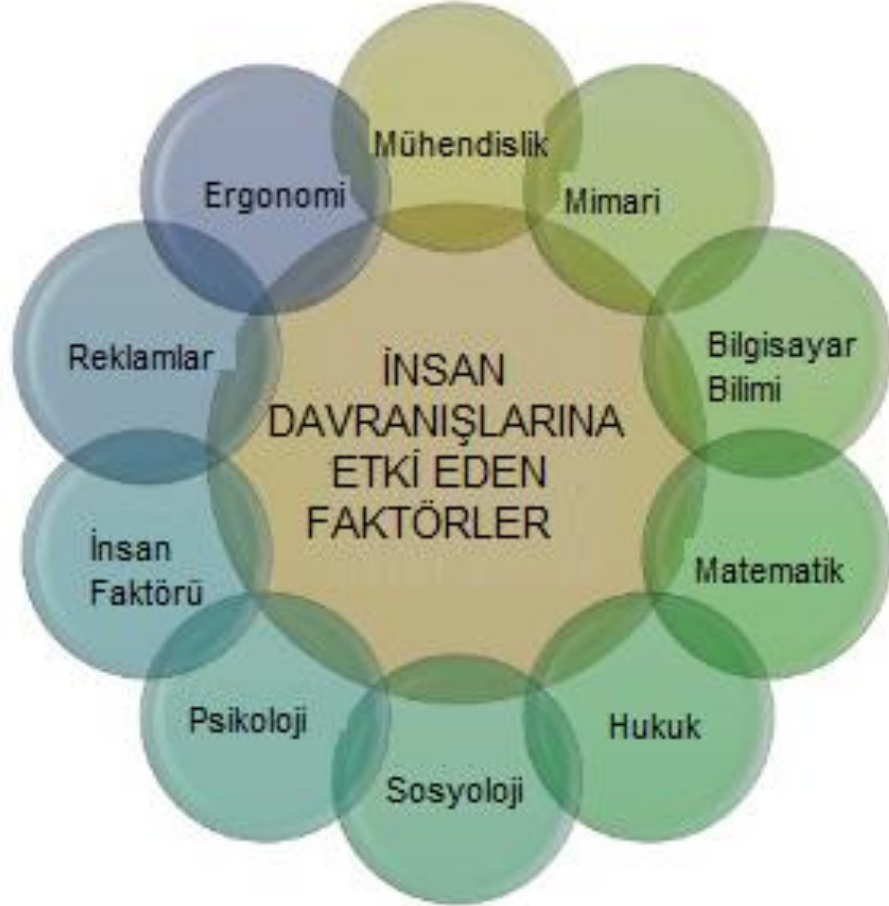 Mühendislik
Mimari
Bilgisayar
Bilimi
Matematik
Hukuk
Sosyoloji
Psikoloji
İnsan
Faktörü
Reklamlar
Ergonomi
İNSAN
DAVRANIŞLARINA
ETKİ EDEN
FAKTÖRLER